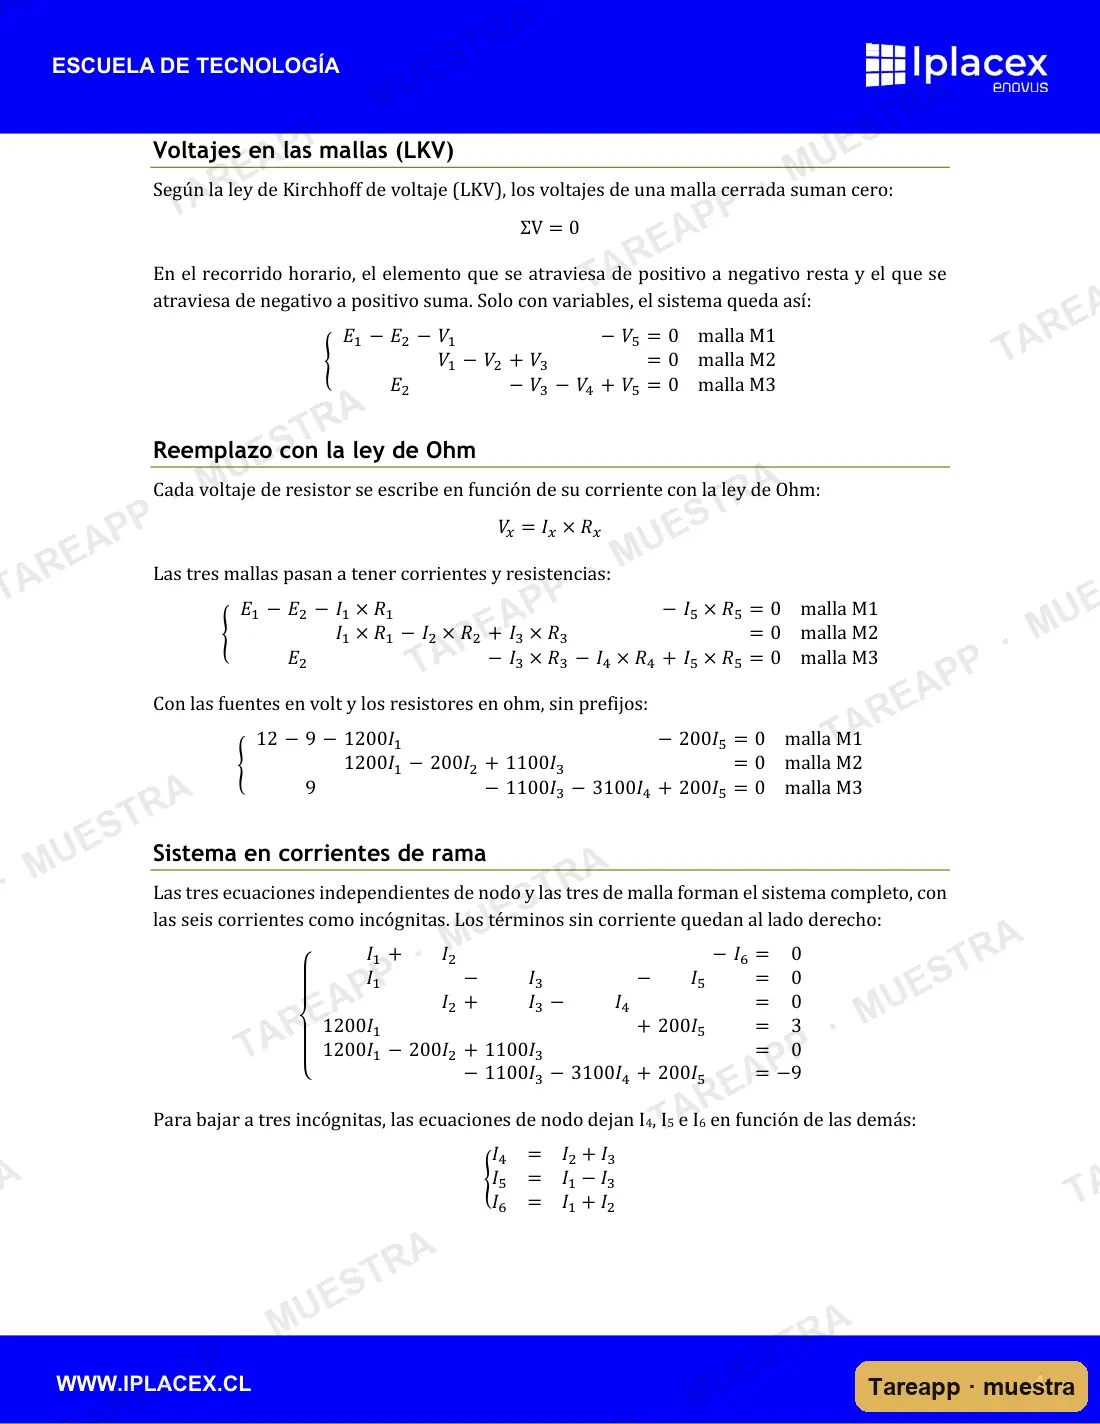 ESCUELA DE TECNOLOGÍA
Iplacex
enovus
Voltajes en las mallas (LKV)
Según la ley de Kirchhoff de voltaje (LKV), los voltajes de una malla cerrada suman cero:
ΣV = 0
En el recorrido horario, el elemento que se atraviesa de positivo a negativo resta y el que se
atraviesa de negativo a positivo suma. Solo con variables, el sistema queda así:
E₁ − E₂ − V₁ − V₅ = 0 malla M1
V₁ − V₂ + V₃ = 0 malla M2
E₂ − V₃ − V₄ + V₅ = 0 malla M3
Reemplazo con la ley de Ohm
Cada voltaje de resistor se escribe en función de su corriente con la ley de Ohm:
Vₓ = Iₓ × Rₓ
Las tres mallas pasan a tener corrientes y resistencias:
E₁ − E₂ − I₁ × R₁ − I₅ × R₅ = 0 malla M1
I₁ × R₁ − I₂ × R₂ + I₃ × R₃ = 0 malla M2
E₂ − I₃ × R₃ − I₄ × R₄ + I₅ × R₅ = 0 malla M3
Con las fuentes en volt y los resistores en ohm, sin prefijos:
12 − 9 − 1200I₁ − 200I₅ = 0 malla M1
1200I₁ − 200I₂ + 1100I₃ = 0 malla M2
9 − 1100I₃ − 3100I₄ + 200I₅ = 0 malla M3
Sistema en corrientes de rama
Las tres ecuaciones independientes de nodo y las tres de malla forman el sistema completo, con
las seis corrientes como incógnitas. Los términos sin corriente quedan al lado derecho:
I₁ + I₂ − I₆ = 0
I₁ − I₃ − I₅ = 0
I₂ + I₃ − I₄ = 0
1200I₁ + 200I₅ = 3
1200I₁ − 200I₂ + 1100I₃ = 0
− 1100I₃ − 3100I₄ + 200I₅ = −9
Para bajar a tres incógnitas, las ecuaciones de nodo dejan I₄, I₅ e I₆ en función de las demás:
I₄ = I₂ + I₃
I₅ = I₁ − I₃
I₆ = I₁ + I₂
WWW.IPLACEX.CL
Tareapp · muestra
TAREAPP · MUESTRA